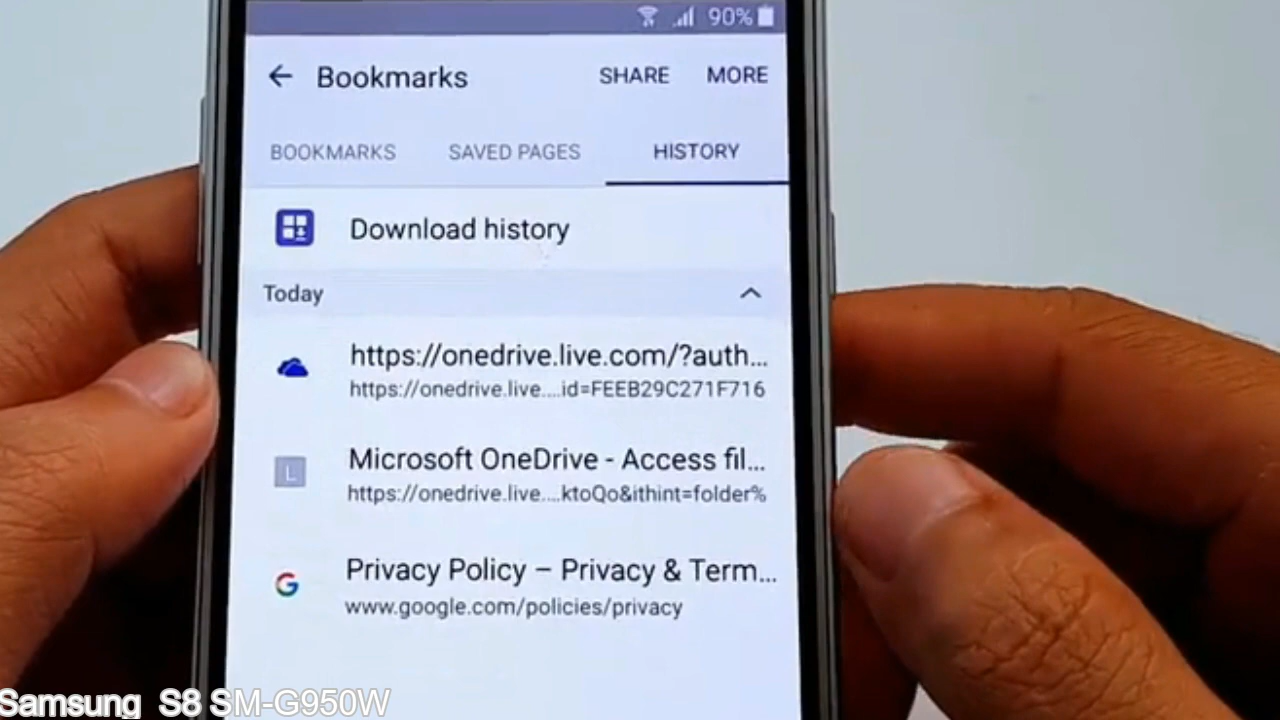 90%
Bookmarks SHARE MORE
BOOKMARKS SAVED PAGES HISTORY
Download history
Today
https://onedrive.live.com/?auth...
https://onedrive.live....id=FEEB29C271F716
L
Microsoft OneDrive - Access fil...
https://onedrive.live....ktoQo&ithint=folder%
Privacy Policy – Privacy & Term...
www.google.com/policies/privacy
Samsung S8 SM-G950W